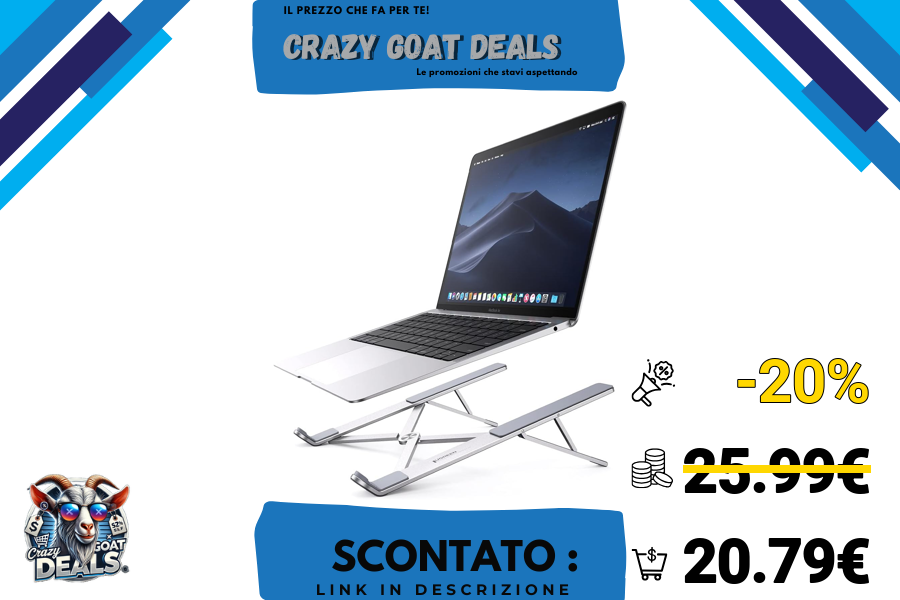 IL PREZZO CHE FA PER TE!
CRAZY GOAT DEALS
Le promozioni che stavi aspettando
-20%
25.99€
20.79€
SCONTATO :
LINK IN DESCRIZIONE
Crazy
GOAT
DEALS